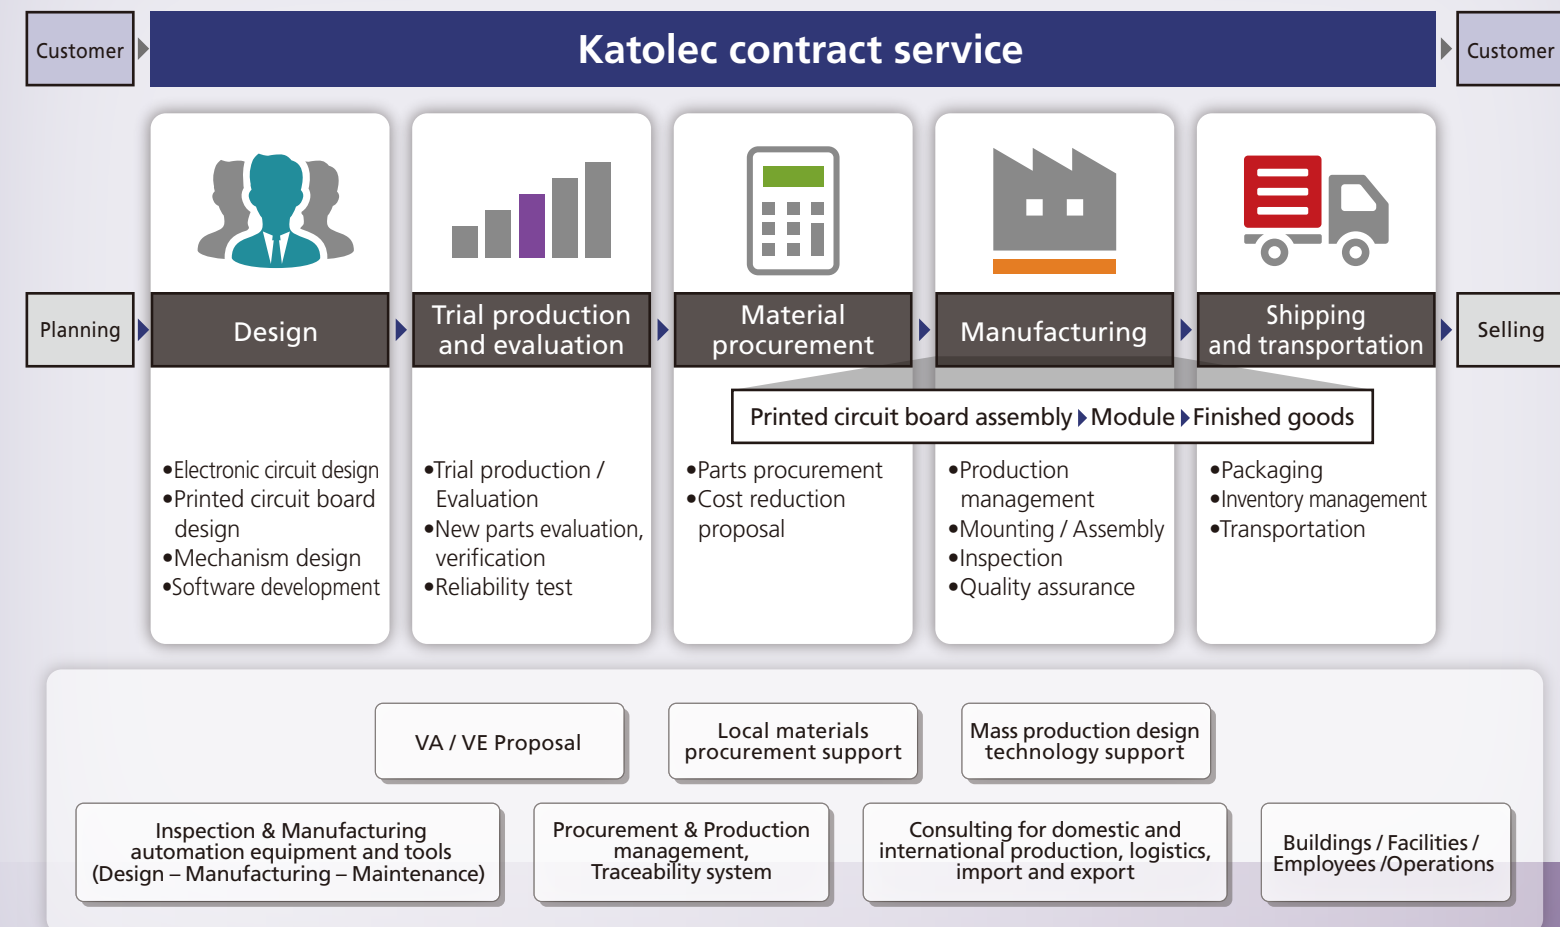 Customer
Katolec contract service
Customer
Planning
Design
Trial production
and evaluation
Material
procurement
Manufacturing
Shipping
and transportation
Selling
Printed circuit board assembly Module Finished goods
•Electronic circuit design
•Printed circuit board
design
•Mechanism design
•Software development
•Trial production /
Evaluation
•New parts evaluation,
verification
•Reliability test
•Parts procurement
•Cost reduction
proposal
•Production
management
•Mounting / Assembly
•Inspection
•Quality assurance
•Packaging
•Inventory management
•Transportation
VA / VE Proposal
Local materials
procurement support
Mass production design
technology support
Inspection & Manufacturing
automation equipment and tools
(Design – Manufacturing – Maintenance)
Procurement & Production
management,
Traceability system
Consulting for domestic and
international production, logistics,
import and export
Buildings / Facilities /
Employees /Operations